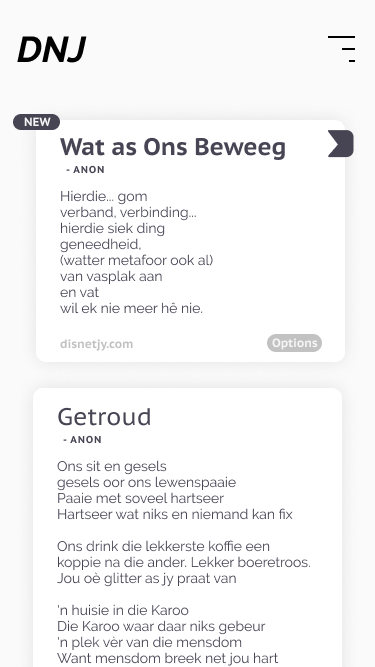 DNJ
NEW
Wat as Ons Beweeg
- ANON
Hierdie... gom
verband, verbinding...
hierdie siek ding
geneedheid,
(watter metafoor ook al)
van vasplak aan
en vat
wil ek nie meer hê nie.
disnetjy.com
Options
Getroud
- ANON
Ons sit en gesels
gesels oor ons lewenspaaie
Paaie met soveel hartseer
Hartseer wat niks en niemand kan fix
Ons drink die lekkerste koffie een
koppie na die ander. Lekker boeretroos.
Jou oë glitter as jy praat van
'n huisie in die Karoo
Die Karoo waar daar niks gebeur
'n plek vèr van die mensdom
Want mensdom breek net jou hart